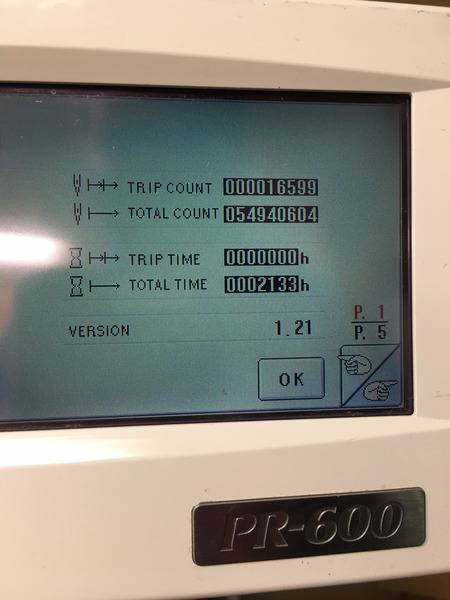 TRIP COUNT 000016599
TOTAL COUNT 054940604
TRIP TIME 0000000h
TOTAL TIME 0002133h
VERSION 1.21
P. 1
P. 5
OK
PR-600